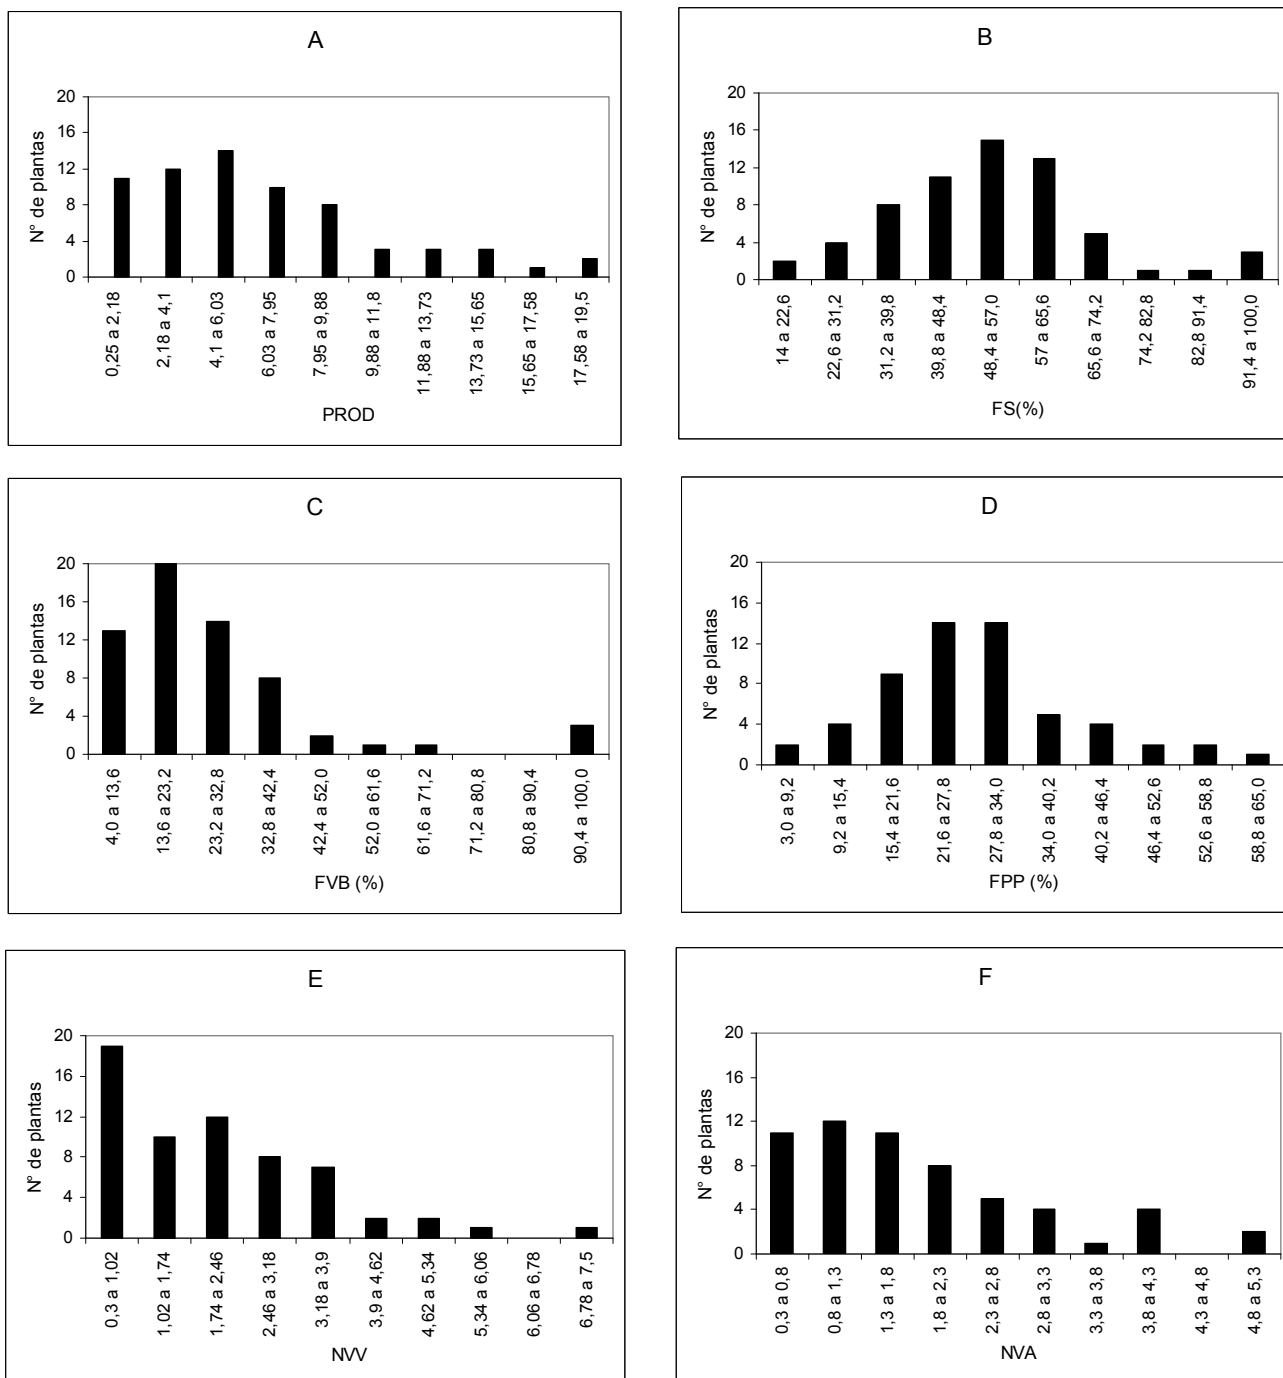 A
N° de plantas
20
16
12
8
4
0
0,25 a 2,18
2,18 a 4,1
4,1 a 6,03
6,03 a 7,95
7,95 a 9,88
9,88 a 11,8
11,88 a 13,73
13,73 a 15,65
15,65 a 17,58
17,58 a 19,5
PROD
B
N° de plantas
20
16
12
8
4
0
14 a 22,6
22,6 a 31,2
31,2 a 39,8
39,8 a 48,4
48,4 a 57,0
57 a 65,6
65,6 a 74,2
74,2 82,8
82,8 91,4
91,4 a 100,0
FS(%)
C
N° de plantas
20
16
12
8
4
0
4,0 a 13,6
13,6 a 23,2
23,2 a 32,8
32,8 a 42,4
42,4 a 52,0
52,0 a 61,6
61,6 a 71,2
71,2 a 80,8
80,8 a 90,4
90,4 a 100,0
FVB (%)
D
N° de plantas
20
16
12
8
4
0
3,0 a 9,2
9,2 a 15,4
15,4 a 21,6
21,6 a 27,8
27,8 a 34,0
34,0 a 40,2
40,2 a 46,4
46,4 a 52,6
52,6 a 58,8
58,8 a 65,0
FPP (%)
E
N° de plantas
20
16
12
8
4
0
0,3 a 1,02
1,02 a 1,74
1,74 a 2,46
2,46 a 3,18
3,18 a 3,9
3,9 a 4,62
4,62 a 5,34
5,34 a 6,06
6,06 a 6,78
6,78 a 7,5
NVV
F
N° de plantas
20
16
12
8
4
0
0,3 a 0,8
0,8 a 1,3
1,3 a 1,8
1,8 a 2,3
2,3 a 2,8
2,8 a 3,3
3,3 a 3,8
3,8 a 4,3
4,3 a 4,8
4,8 a 5,3
NVA